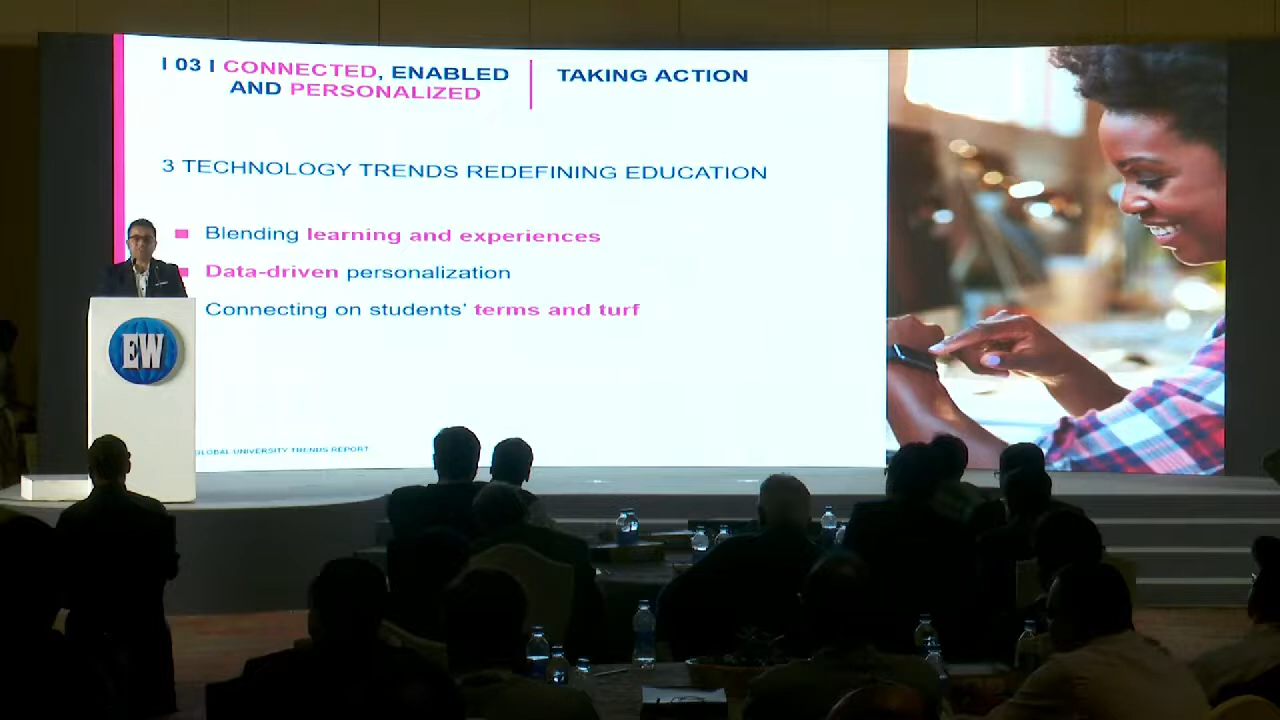 I 03 I CONNECTED, ENABLED
AND PERSONALIZED
TAKING ACTION
3 TECHNOLOGY TRENDS REDEFINING EDUCATION
Blending learning and experiences
Data-driven personalization
Connecting on students' terms and turf
EW
GLOBAL UNIVERSITY TRENDS REPORT